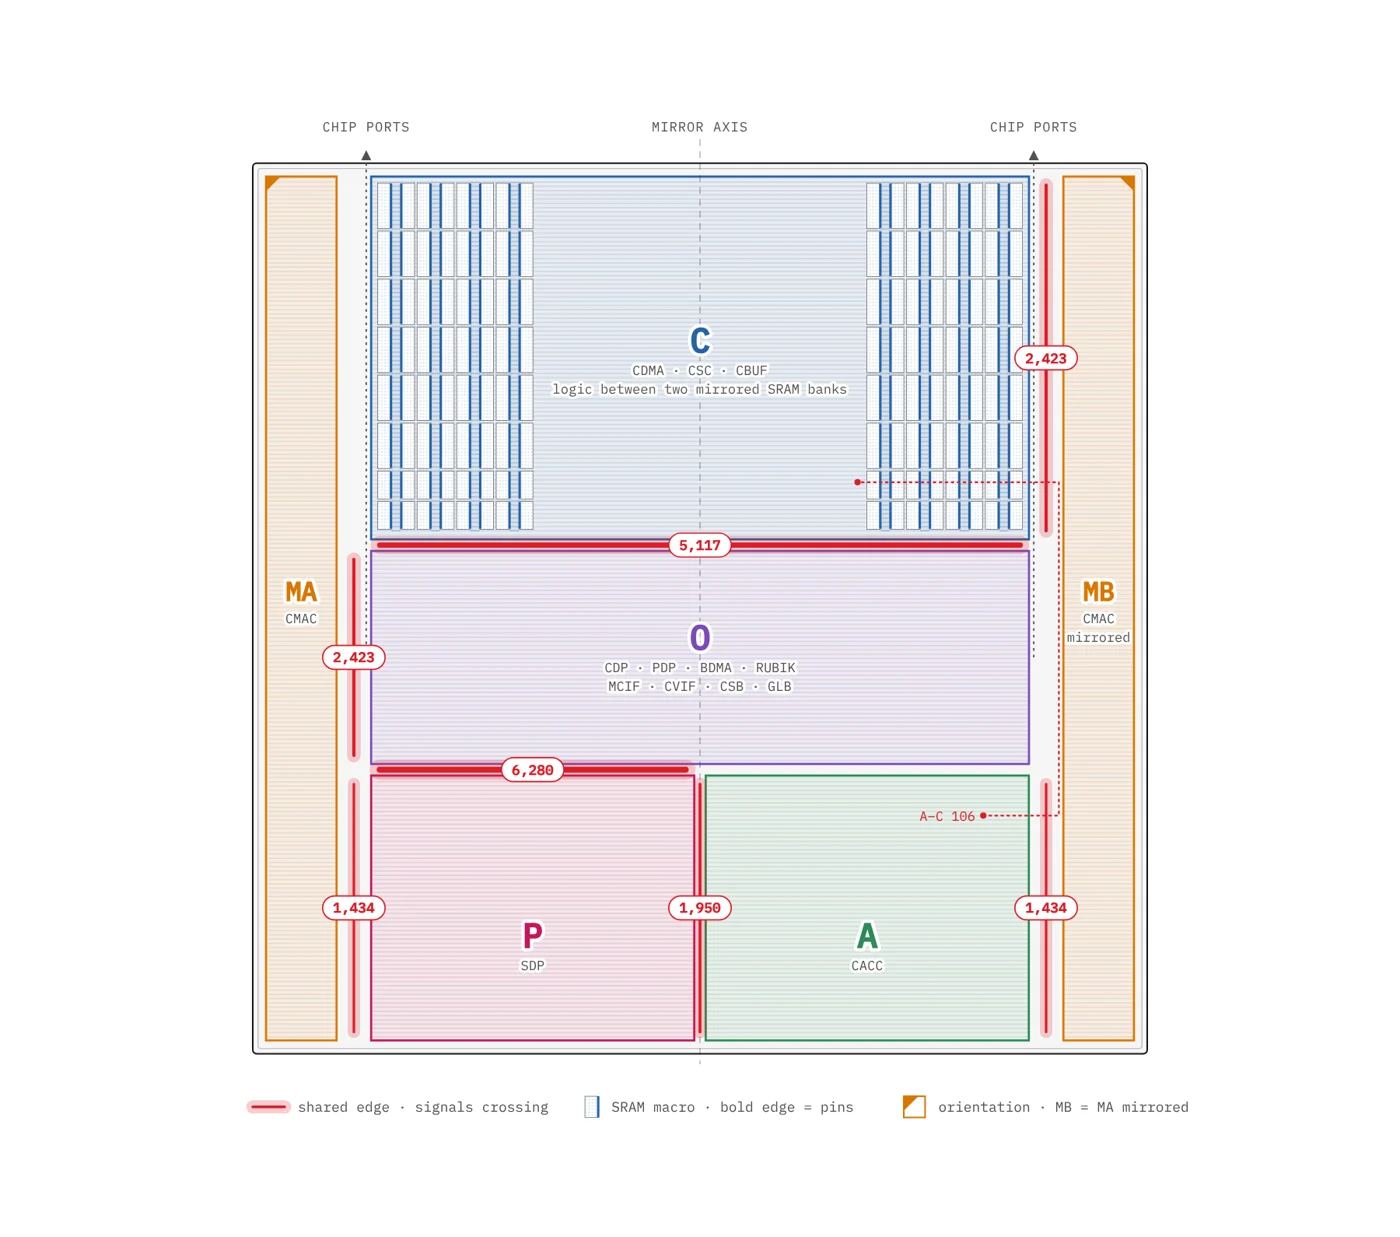 CHIP PORTS
MIRROR AXIS
CHIP PORTS
C
CDMA · CSC · CBUF
logic between two mirrored SRAM banks
2,423
5,117
MA
CMAC
MB
CMAC
mirrored
O
CDP · PDP · BDMA · RUBIK
MCIF · CVIF · CSB · GLB
2,423
6,280
A–C 106
1,434
1,950
1,434
P
SDP
A
CACC
shared edge · signals crossing
SRAM macro · bold edge = pins
orientation · MB = MA mirrored